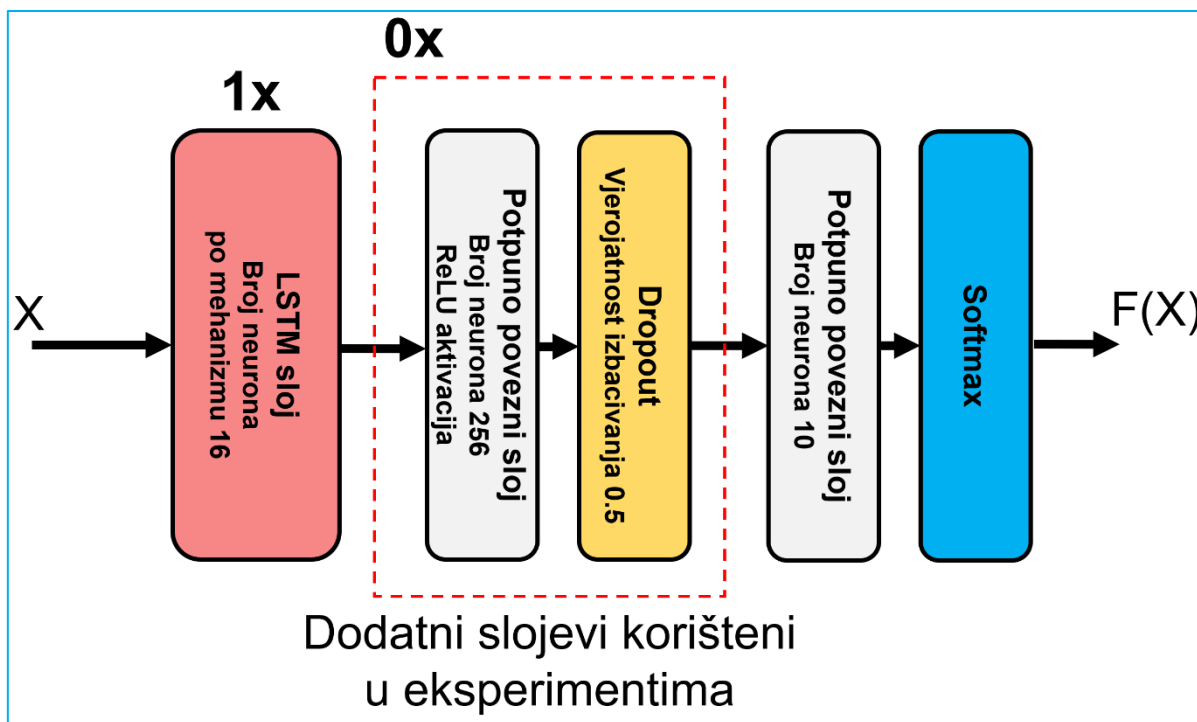 0x
1x
X
LSTM sloj
Broj neurona
po mehanizmu 16
Potpuno povezni sloj
Broj neurona 256
ReLU aktivacija
Dropout
Vjerojatnost izbacivanja 0.5
Potpuno povezni sloj
Broj neurona 10
Softmax
F(X)
Dodatni slojevi korišteni
u eksperimentima